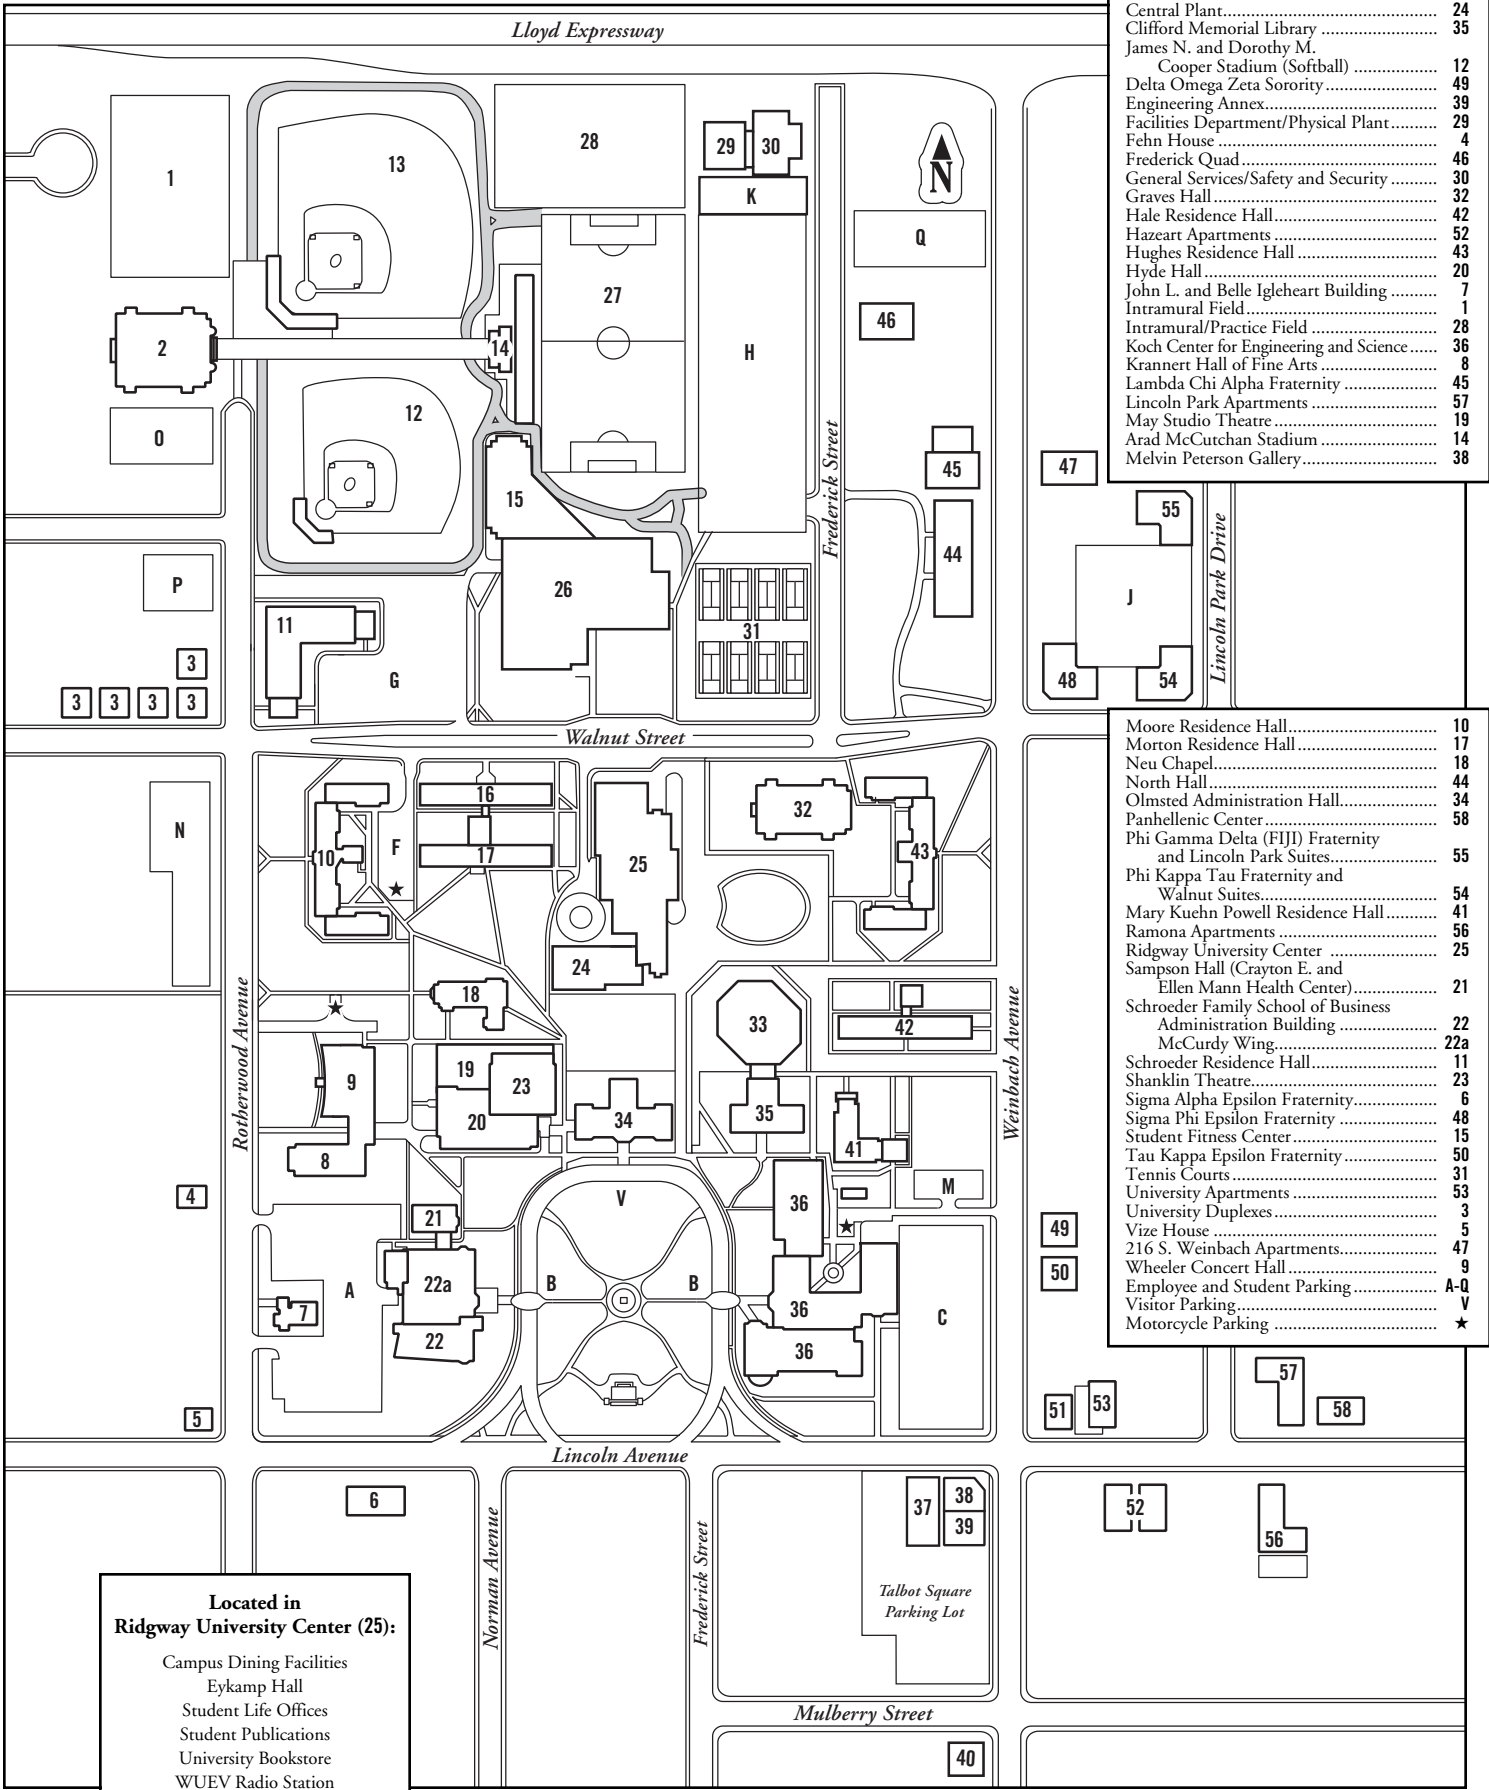 Lloyd Expressway
Central Plant........ 24
Clifford Memorial Library ........ 35
James N. and Dorothy M.
Cooper Stadium (Softball) ........ 12
Delta Omega Zeta Sorority ........ 49
Engineering Annex........ 39
Facilities Department/Physical Plant........ 29
Fehn House ........ 4
Frederick Quad ........ 46
General Services/Safety and Security ........ 30
Graves Hall ........ 32
Hale Residence Hall ........ 42
Hazeart Apartments ........ 52
Hughes Residence Hall ........ 43
Hyde Hall ........ 20
John L. and Belle Igleheart Building ........ 7
Intramural Field ........ 1
Intramural/Practice Field ........ 28
Koch Center for Engineering and Science ...... 36
Krannert Hall of Fine Arts ........ 8
Lambda Chi Alpha Fraternity ........ 45
Lincoln Park Apartments ........ 57
May Studio Theatre ........ 19
Arad McCutchan Stadium ........ 14
Melvin Peterson Gallery ........ 38
1
13
28
29
30
K
N
Q
27
46
2
14
H
12
O
Frederick Street
45
47
15
55
44
Lincoln Park Drive
P
26
J
11
31
3
G
48
54
3
3
3
3
Walnut Street
Moore Residence Hall........ 10
Morton Residence Hall ........ 17
Neu Chapel........ 18
North Hall ........ 44
Olmsted Administration Hall........ 34
Panhellenic Center ........ 58
Phi Gamma Delta (FIJI) Fraternity
and Lincoln Park Suites........ 55
Phi Kappa Tau Fraternity and
Walnut Suites........ 54
Mary Kuehn Powell Residence Hall ........ 41
Ramona Apartments ........ 56
Ridgway University Center ........ 25
Sampson Hall (Crayton E. and
Ellen Mann Health Center)........ 21
Schroeder Family School of Business
Administration Building ........ 22
McCurdy Wing........ 22a
Schroeder Residence Hall........ 11
Shanklin Theatre........ 23
Sigma Alpha Epsilon Fraternity........ 6
Sigma Phi Epsilon Fraternity ........ 48
Student Fitness Center ........ 15
Tau Kappa Epsilon Fraternity ........ 50
Tennis Courts ........ 31
University Apartments ........ 53
University Duplexes ........ 3
Vize House ........ 5
216 S. Weinbach Apartments........ 47
Wheeler Concert Hall ........ 9
Employee and Student Parking ........ A-Q
Visitor Parking........ V
Motorcycle Parking ........ ★
16
32
N
F
10
17
25
43
★
24
18
★
33
42
Rotherwood Avenue
Weinbach Avenue
9
19
23
20
34
35
41
8
4
V
36
M
21
★
49
22a
A
B
B
50
7
36
C
22
36
57
5
51
53
58
Lincoln Avenue
6
37
38
39
52
56
Norman Avenue
Frederick Street
Talbot Square
Parking Lot
Located in
Ridgway University Center (25):
Campus Dining Facilities
Eykamp Hall
Student Life Offices
Student Publications
University Bookstore
WUEV Radio Station
Mulberry Street
40